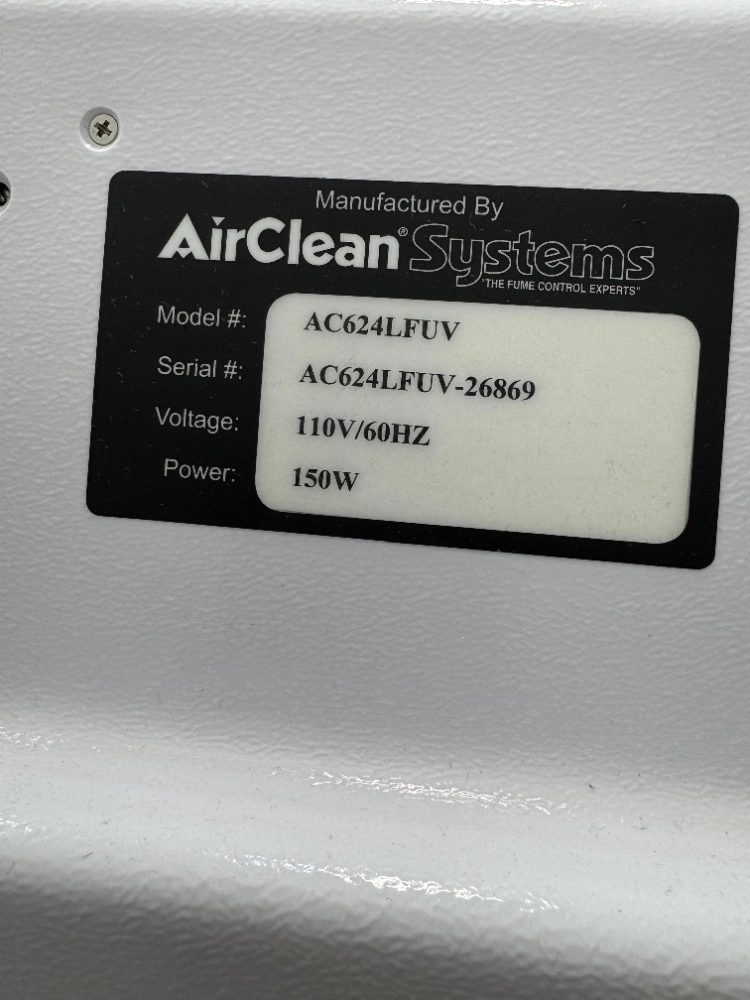 Manufactured By
AirClean® Systems
"THE FUME CONTROL EXPERTS"
Model #: AC624LFUV
Serial #: AC624LFUV-26869
Voltage: 110V/60HZ
Power: 150W